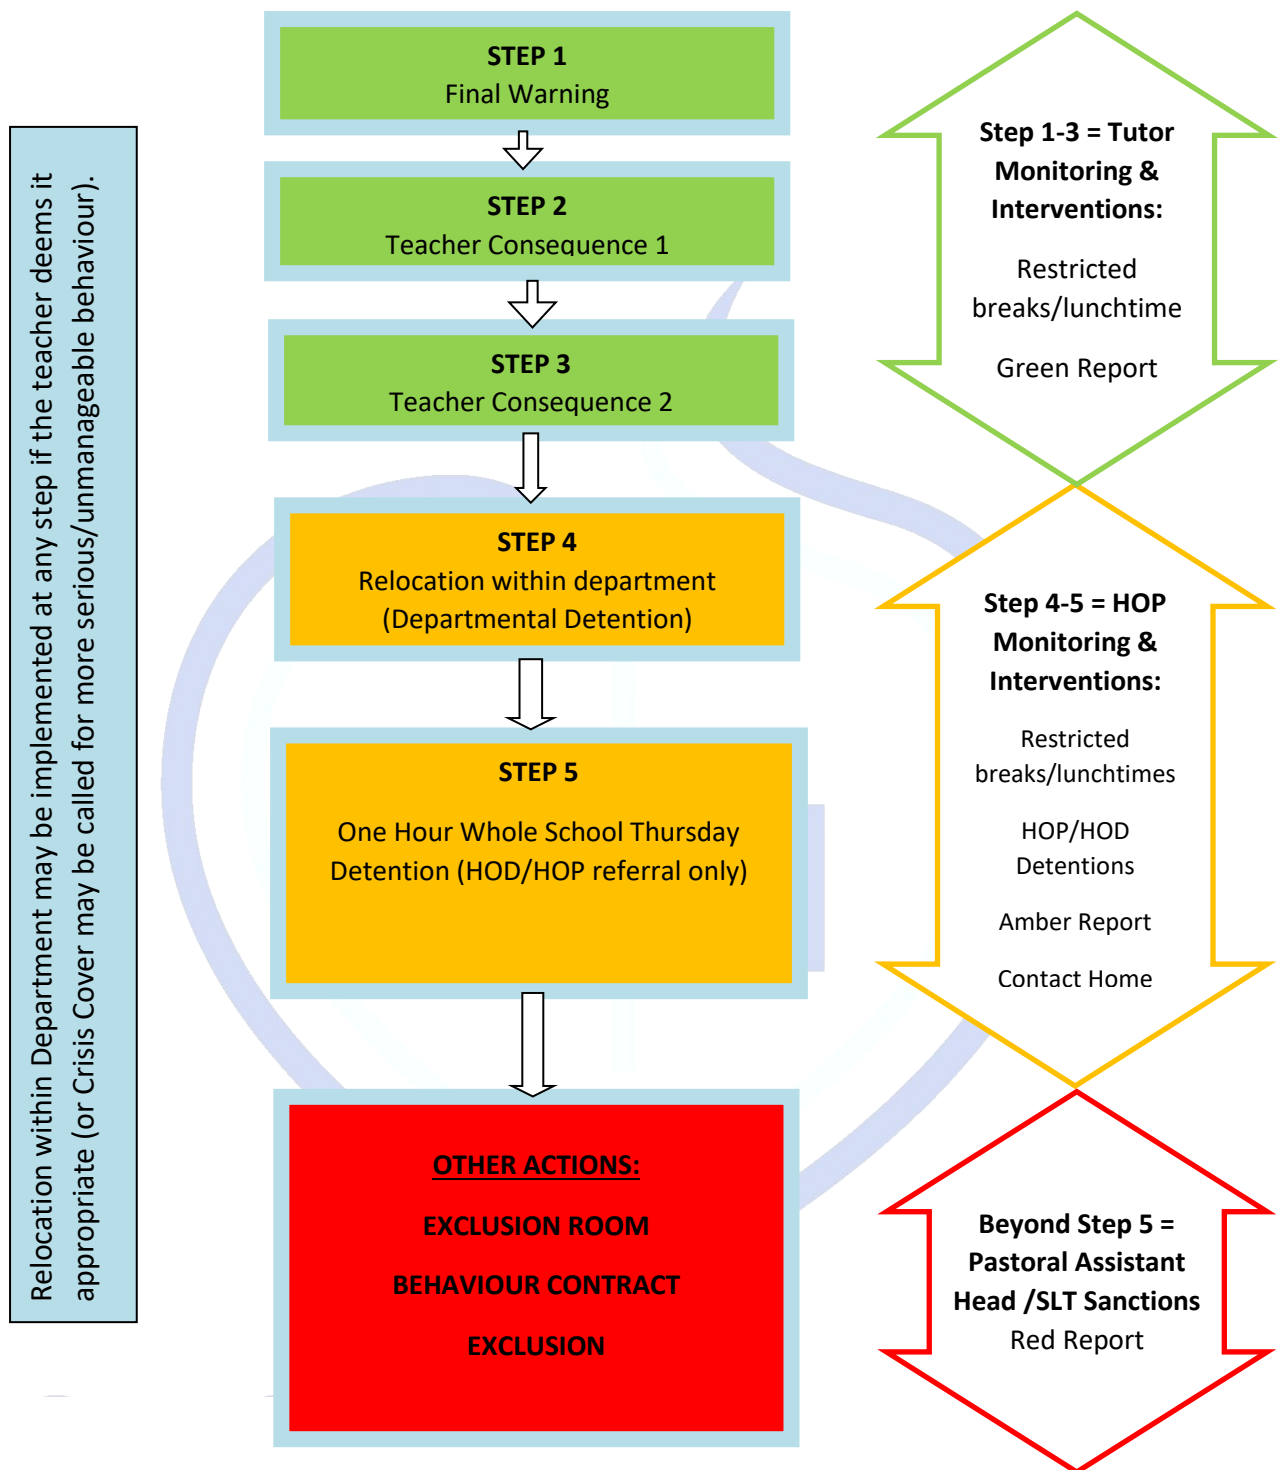 STEP 1
Final Warning
STEP 2
Teacher Consequence 1
STEP 3
Teacher Consequence 2
STEP 4
Relocation within department
(Departmental Detention)
STEP 5
One Hour Whole School Thursday
Detention (HOD/HOP referral only)
OTHER ACTIONS:
EXCLUSION ROOM
BEHAVIOUR CONTRACT
EXCLUSION
Relocation within Department may be implemented at any step if the teacher deems it
appropriate (or Crisis Cover may be called for more serious/unmanageable behaviour).
Step 1-3 = Tutor
Monitoring &
Interventions:
Restricted
breaks/lunchtime
Green Report
Step 4-5 = HOP
Monitoring &
Interventions:
Restricted
breaks/lunchtimes
HOP/HOD
Detentions
Amber Report
Contact Home
Beyond Step 5 =
Pastoral Assistant
Head /SLT Sanctions
Red Report